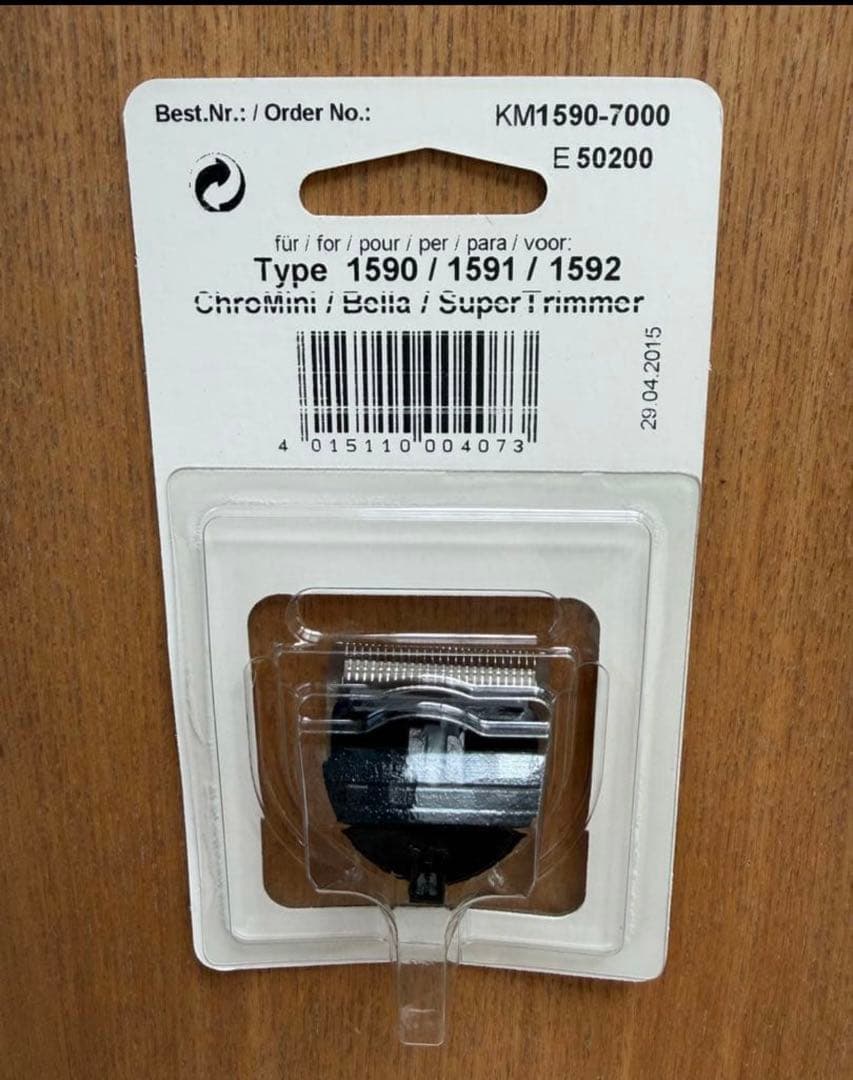 Best.Nr.: / Order No.: KM1590-7000
E 50200
für / for / pour / per / para / voor:
Type 1590 / 1591 / 1592
ChroMini / Bella / SuperTrimmer
29.04.2015
4 015110 004073